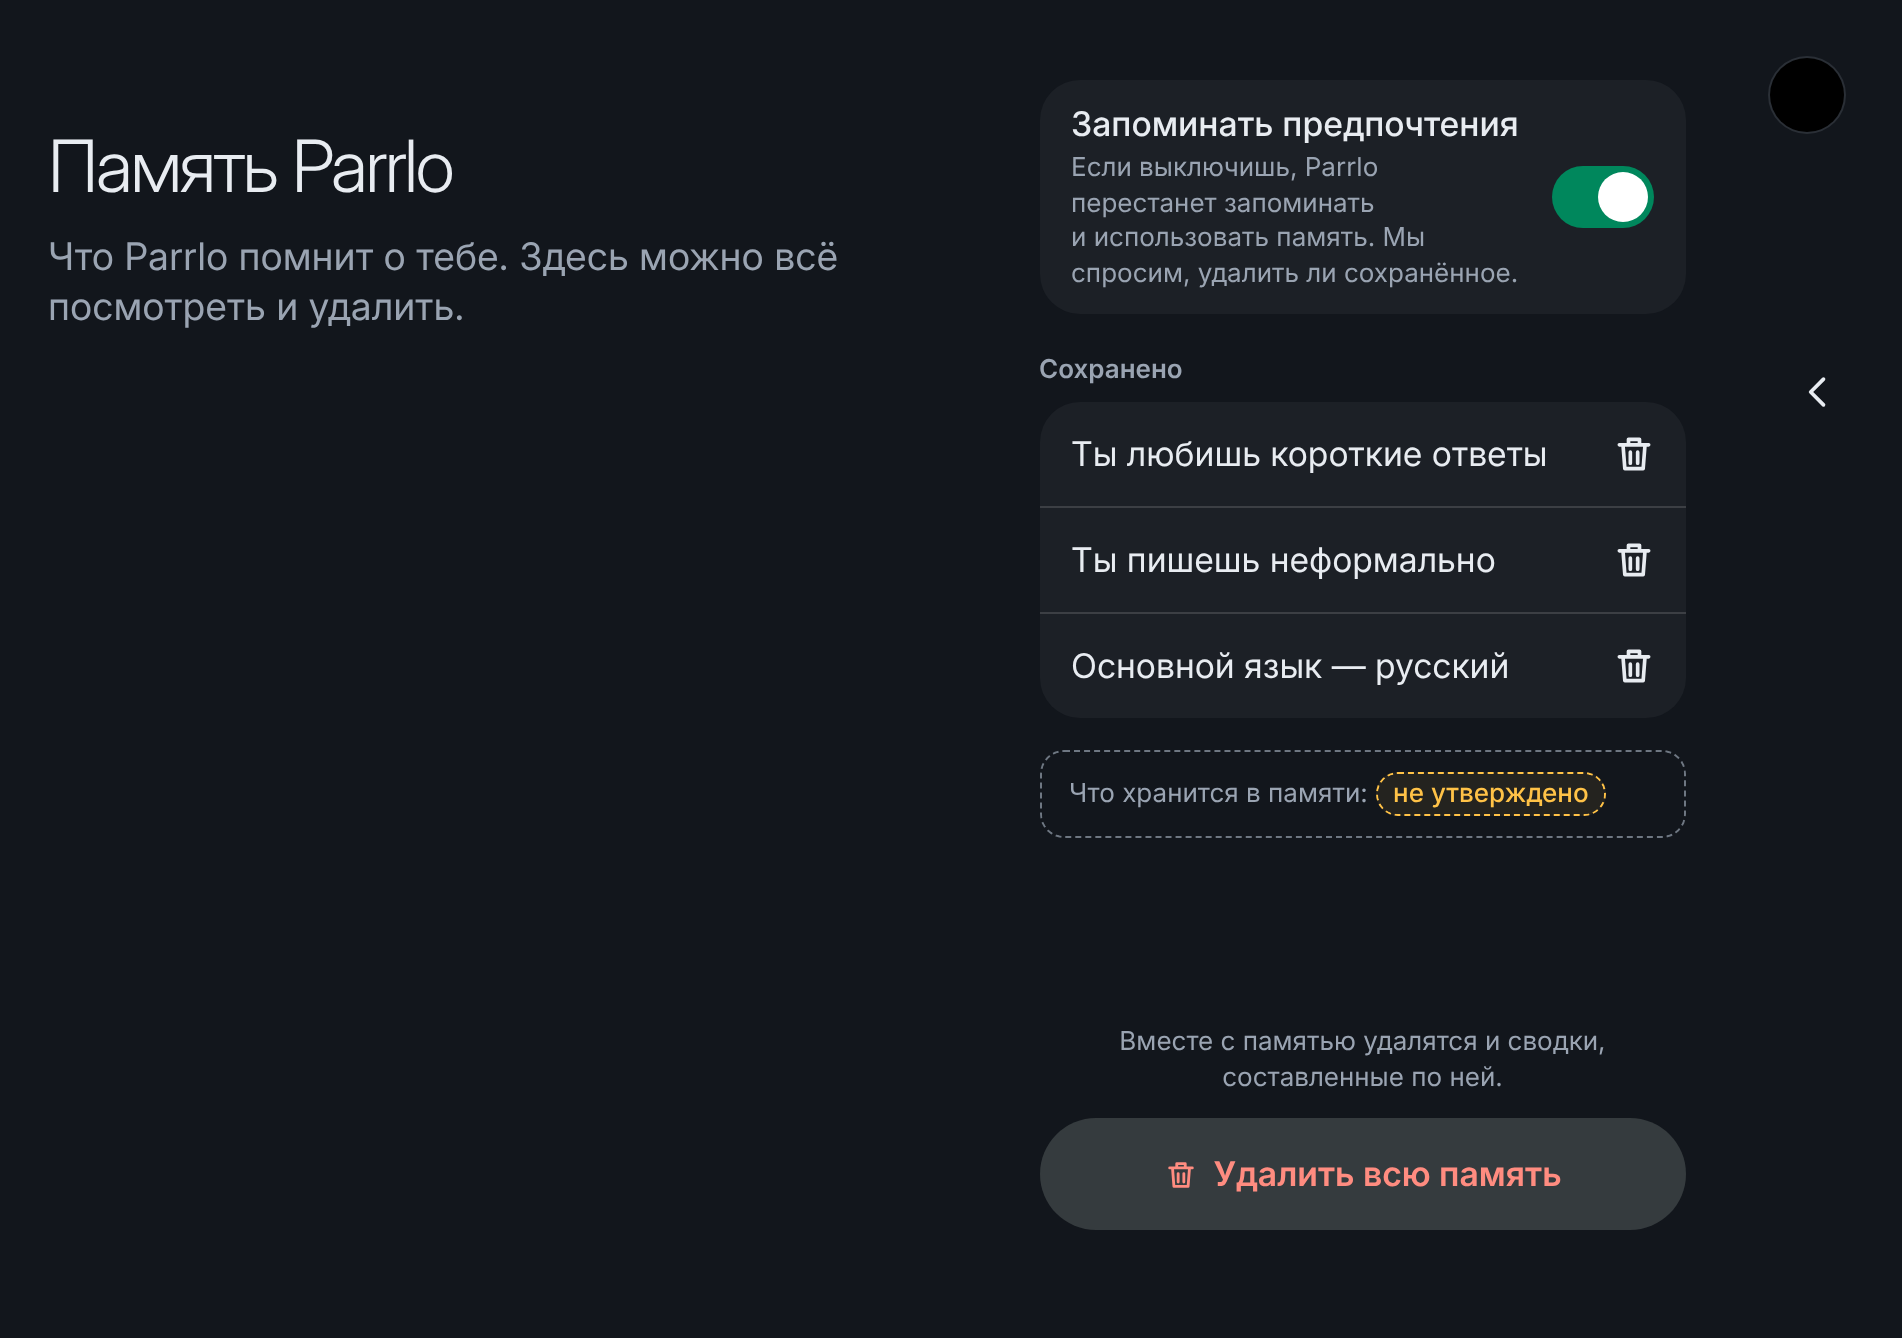 Память Parrlo
Что Parrlo помнит о тебе. Здесь можно всё
посмотреть и удалить.
Запоминать предпочтения
Если выключишь, Parrlo
перестанет запоминать
и использовать память. Мы
спросим, удалить ли сохранённое.
Сохранено
Ты любишь короткие ответы
Ты пишешь неформально
Основной язык — русский
Что хранится в памяти: не утверждено
Вместе с памятью удалятся и сводки,
составленные по ней.
Удалить всю память